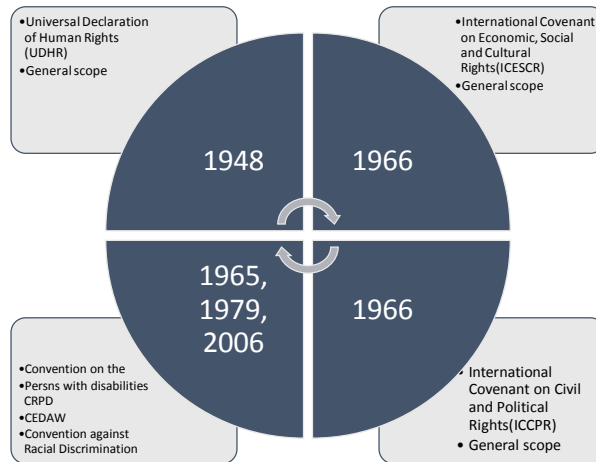 •Universal Declaration
of Human Rights
(UDHR)
•General scope
•International Covenant
on Economic, Social
and Cultural
Rights(ICESCR)
•General scope
1948
1966
1965,
1979,
2006
1966
•Convention on the
•Persns with disabilities
CRPD
•CEDAW
•Convention against
Racial Discrimination
• International
Covenant on Civil
and Political
Rights(ICCPR)
• General scope